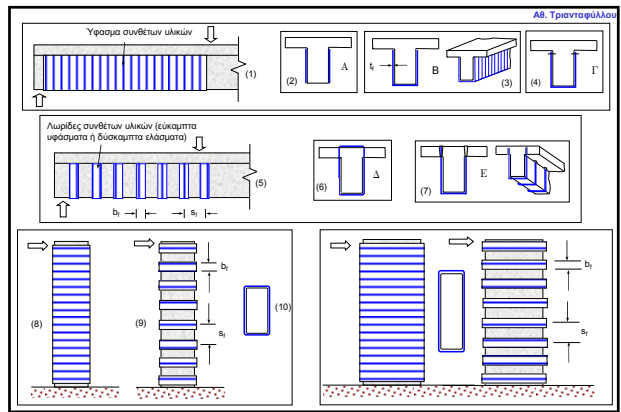 Αθ. Τριανταφύλλου
Ύφασμα συνθέτων υλικών
(1)
(2)
Α
t_f
Β
(3)
(4)
Γ
Λωρίδες συνθέτων υλικών (εύκαμπτα
υφάσματα ή δύσκαμπτα ελάσματα)
(5)
b_f
s_f
(6)
Δ
(7)
Ε
(8)
(9)
b_f
s_f
(10)
b_f
s_f